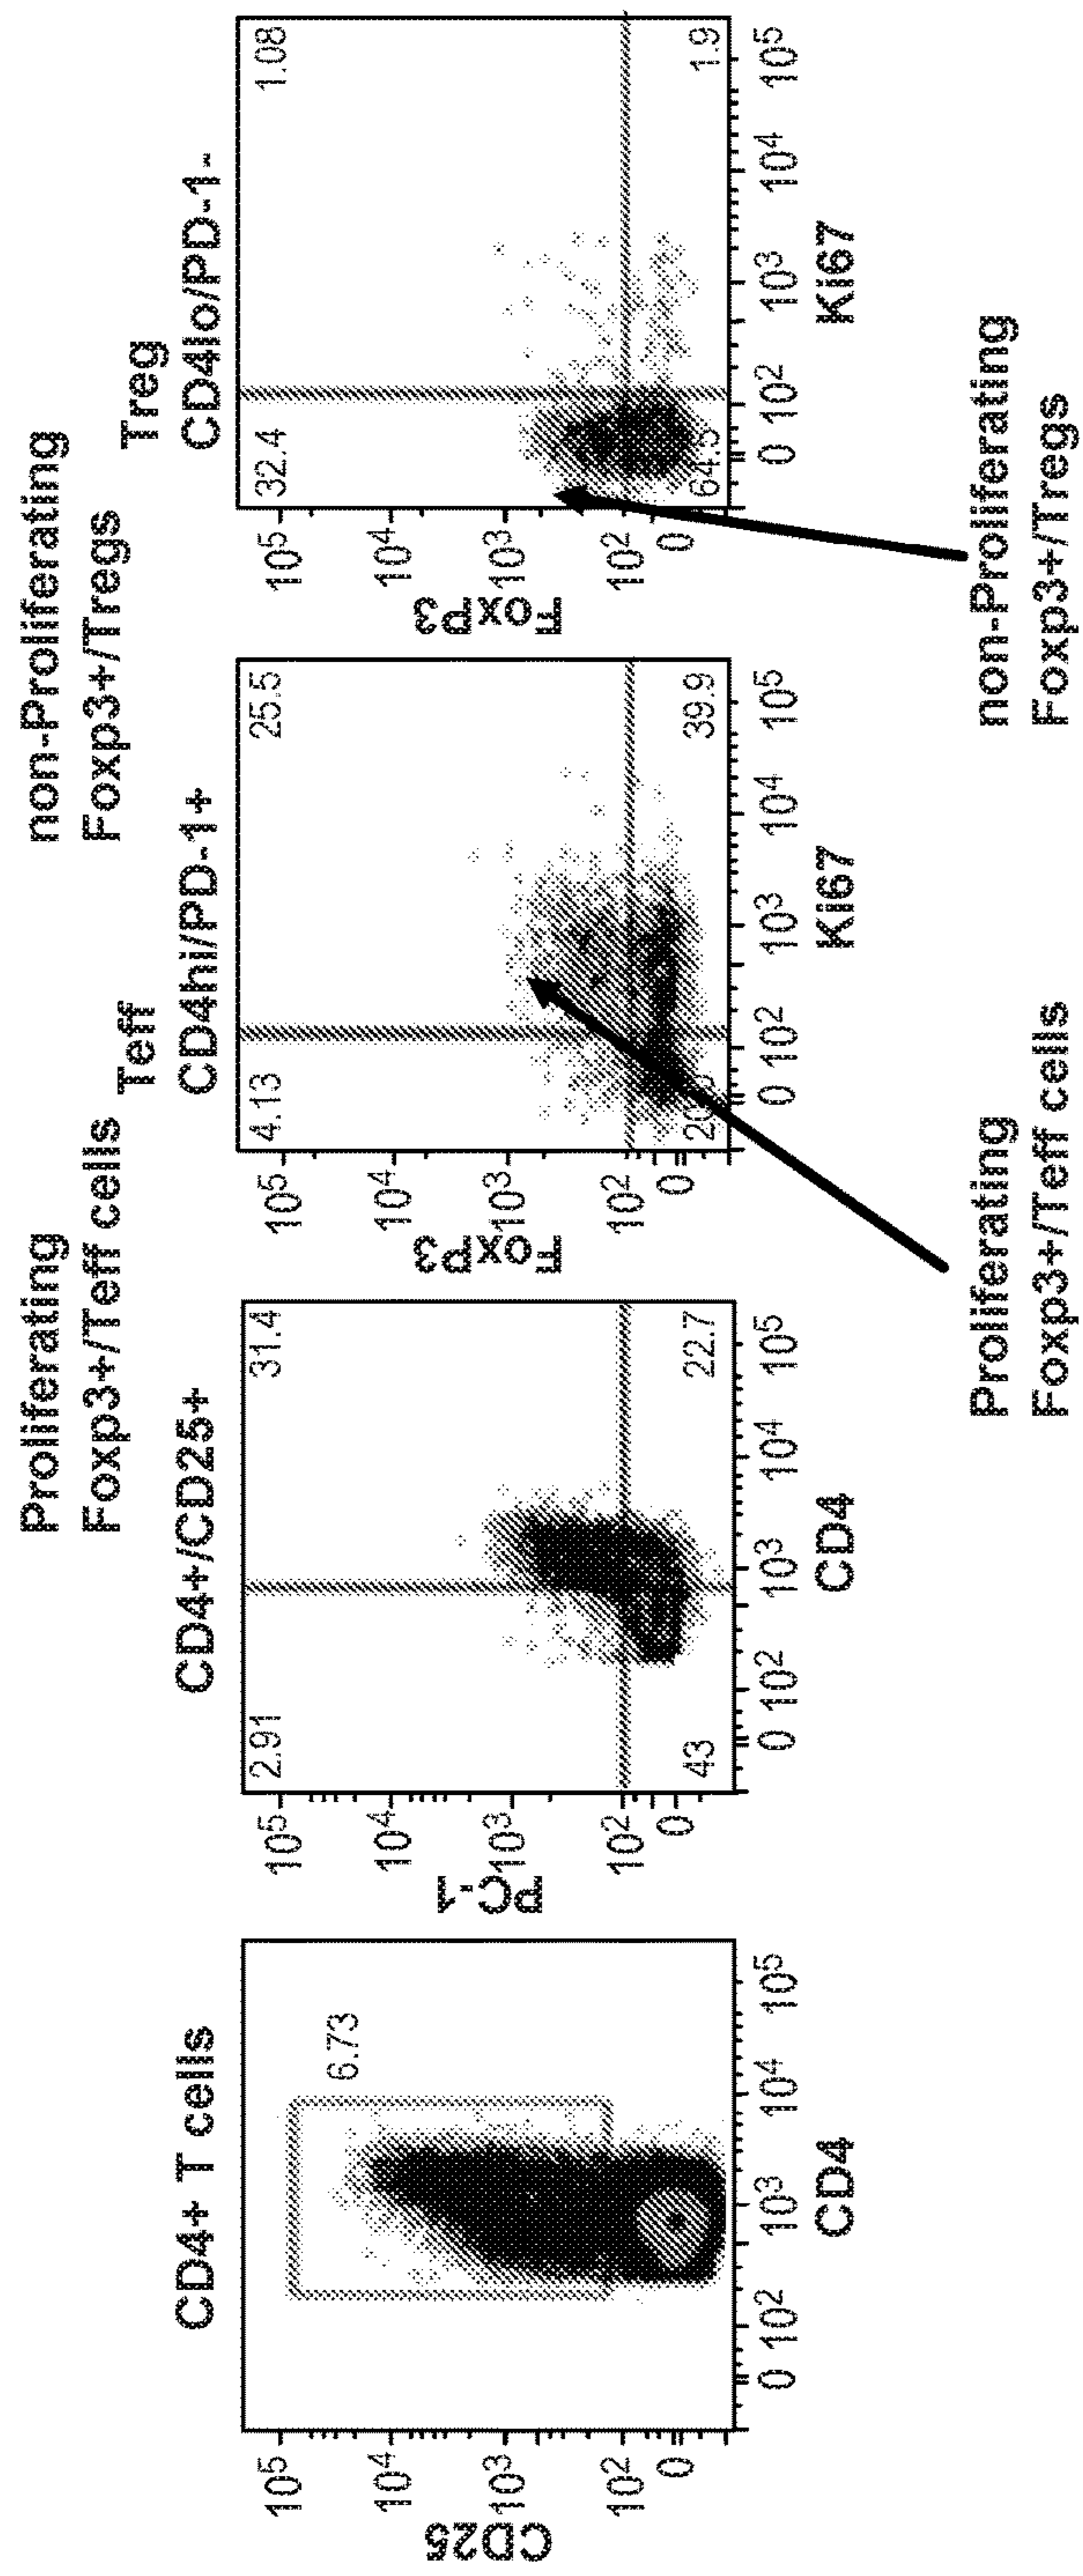 Proliferating
Foxp3+/Teff cells
non-Proliferating
Foxp3+/Tregs
CD4+ T cells
CD4+/CD25+
Teff
CD4hi/PD-1+
Treg
CD4lo/PD-1-
CD25
10⁵
10⁴
10³
10²
0
6.73
0 10² 10³ 10⁴ 10⁵
CD4
PC-1
10⁵
10⁴
10³
10²
0
2.91 31.4
43 22.7
0 10² 10³ 10⁴ 10⁵
CD4
FoxP3
10⁵
10⁴
10³
10²
0
4.13 25.5
39.9
0 10² 10³ 10⁴ 10⁵
Ki67
FoxP3
10⁵
10⁴
10³
10²
0
32.4 1.08
64.5 1.9
0 10² 10³ 10⁴ 10⁵
Ki67
Proliferating
Foxp3+/Teff cells
non-Proliferating
Foxp3+/Tregs